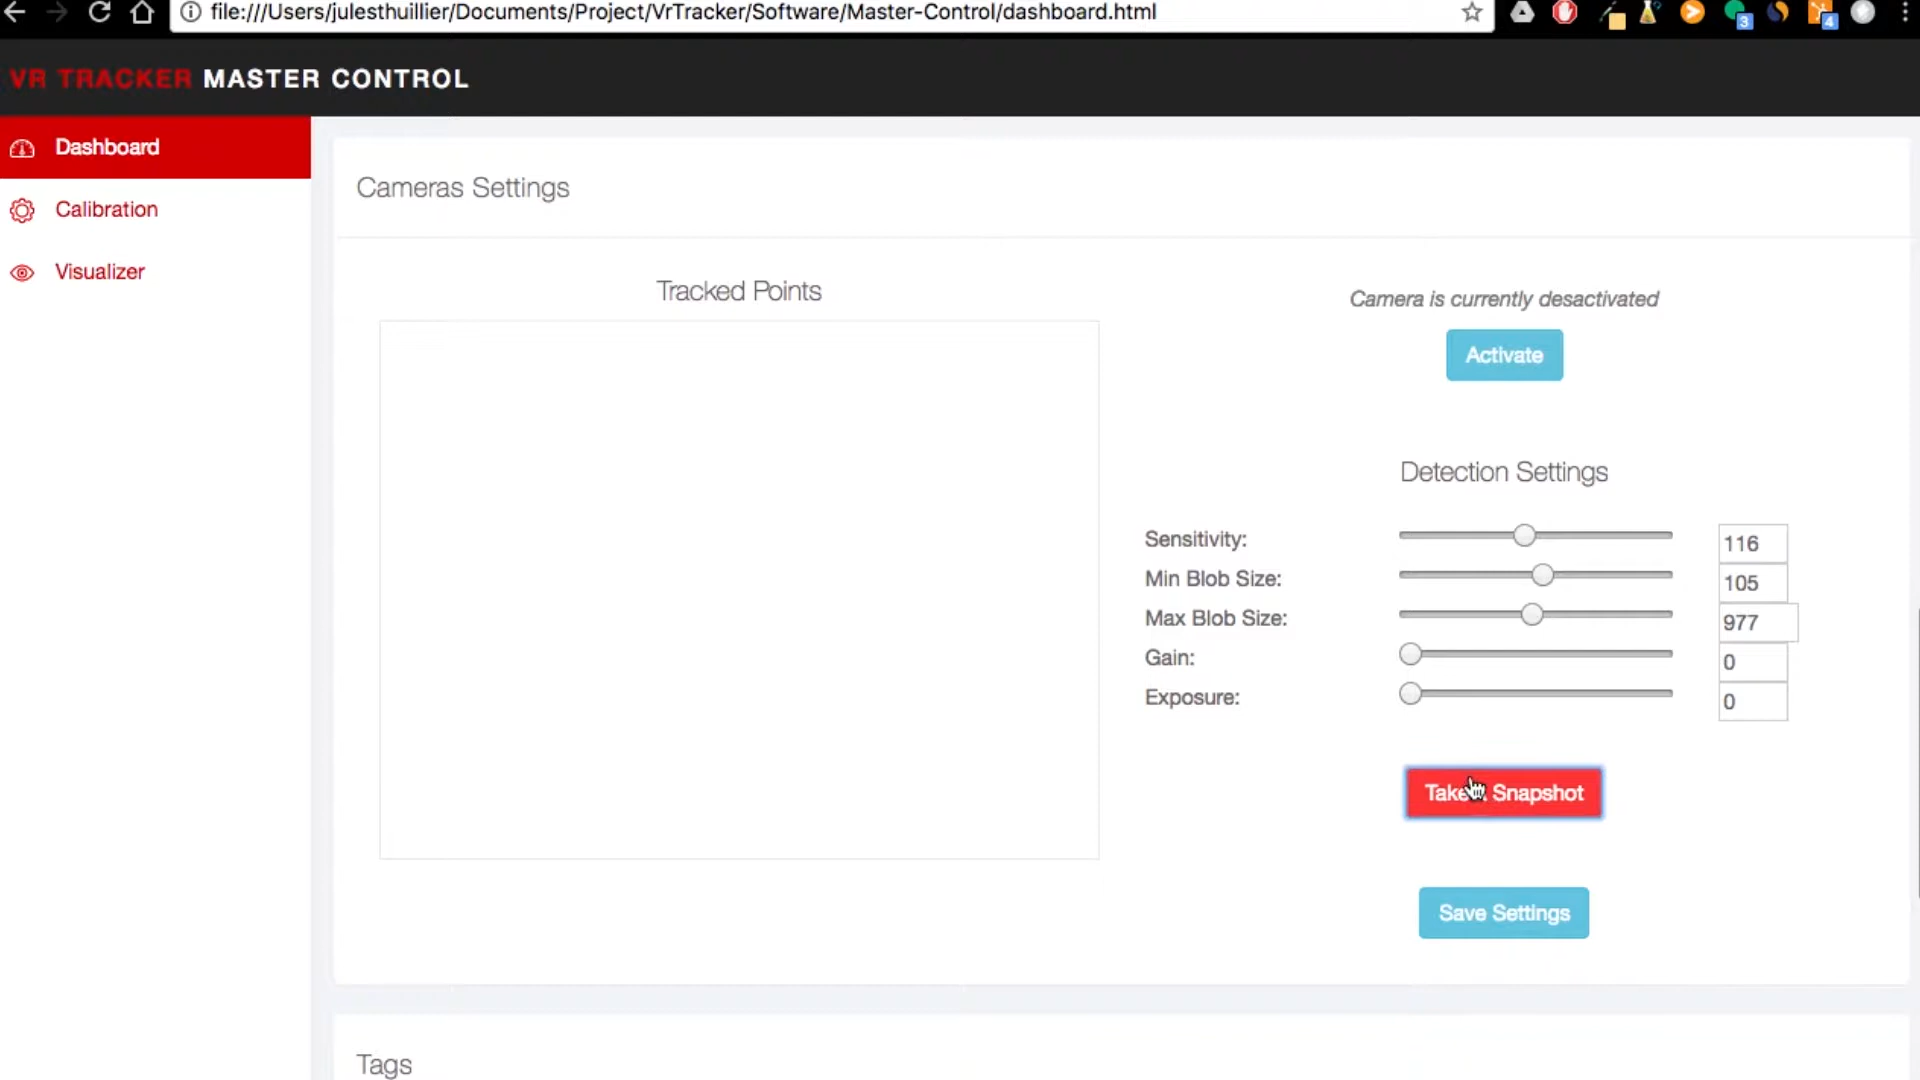 file:///Users/julesthuillier/Documents/Project/VrTracker/Software/Master-Control/dashboard.html
3
4
VR TRACKER MASTER CONTROL
Dashboard
Calibration
Visualizer
Cameras Settings
Tracked Points
Camera is currently desactivated
Activate
Detection Settings
Sensitivity: 116
Min Blob Size: 105
Max Blob Size: 977
Gain: 0
Exposure: 0
Take Snapshot
Save Settings
Tags